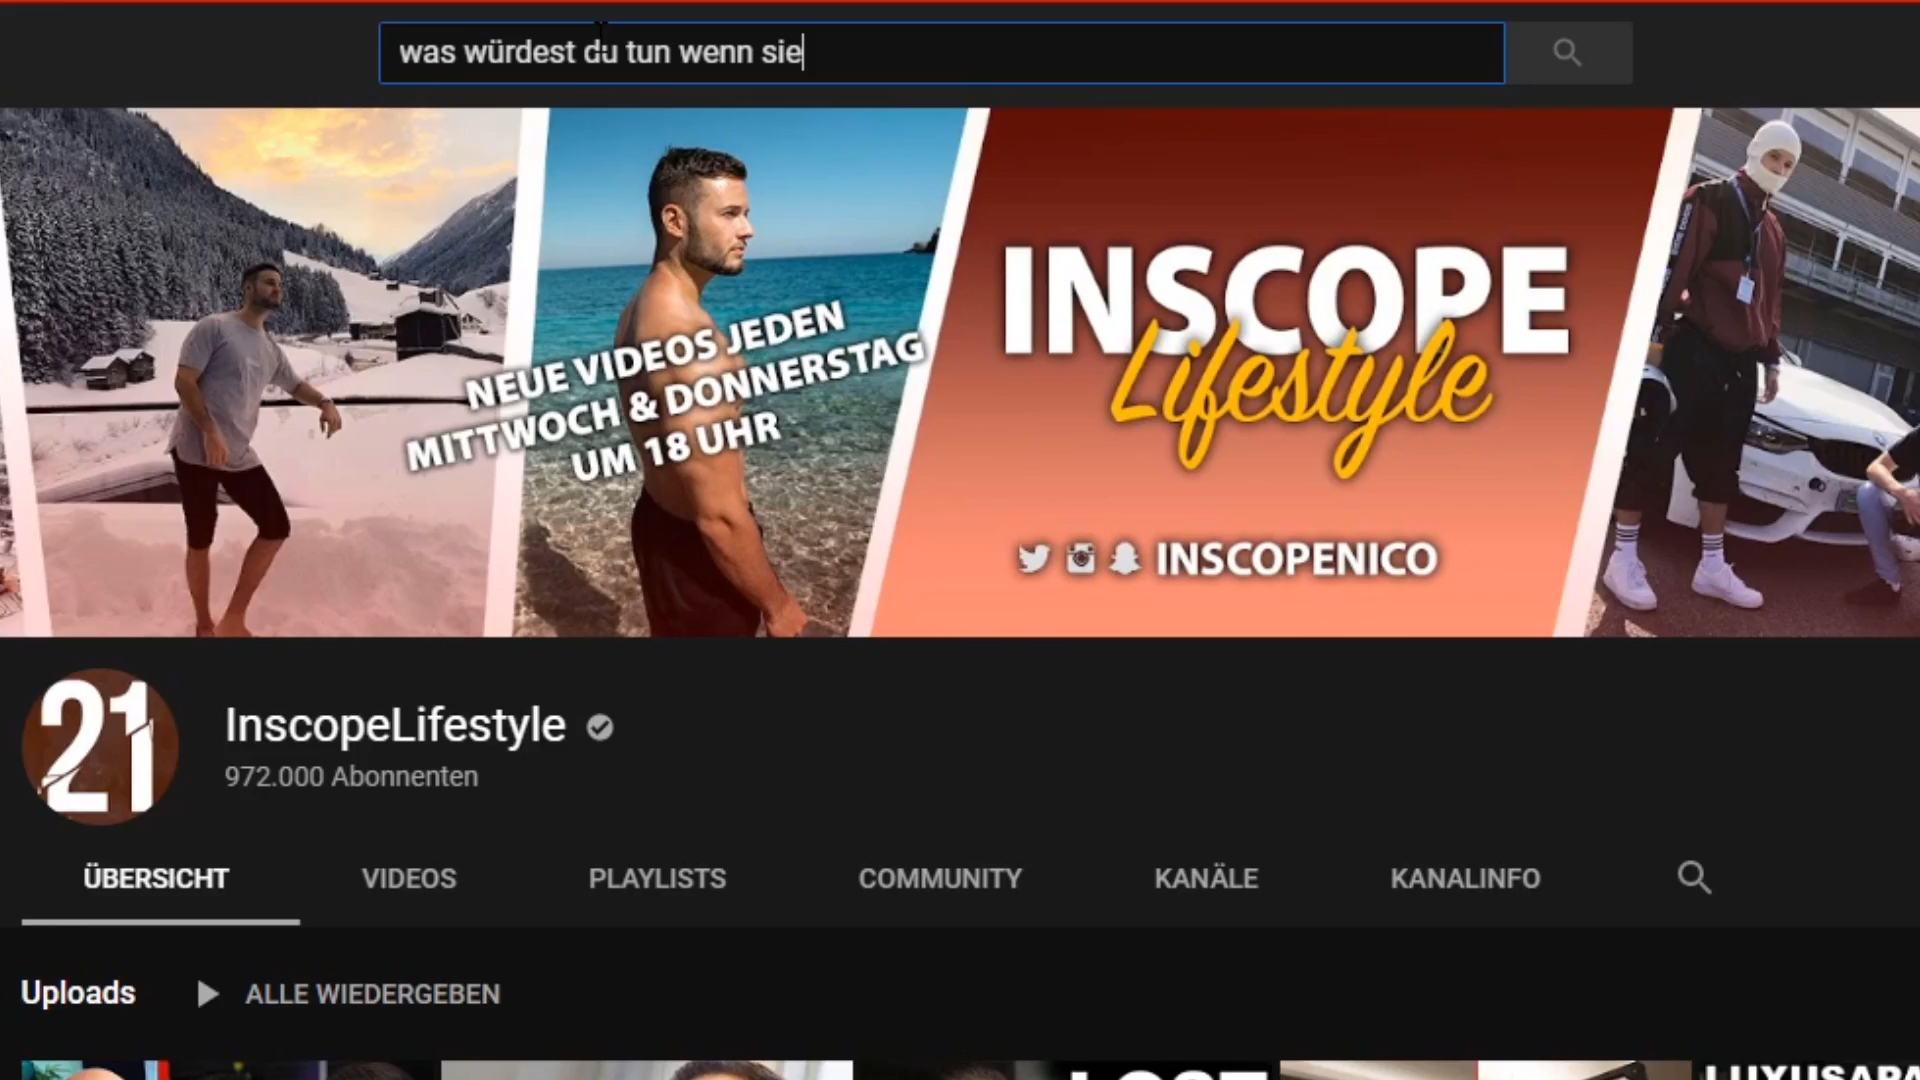 was würdest du tun wenn sie
NEUE VIDEOS JEDEN
MITTWOCH & DONNERSTAG
UM 18 UHR
INSCOPE
Lifestyle
INSCOPENICO
21
InscopeLifestyle
972.000 Abonnenten
ÜBERSICHT
VIDEOS
PLAYLISTS
COMMUNITY
KANÄLE
KANALINFO
Uploads
ALLE WIEDERGEBEN